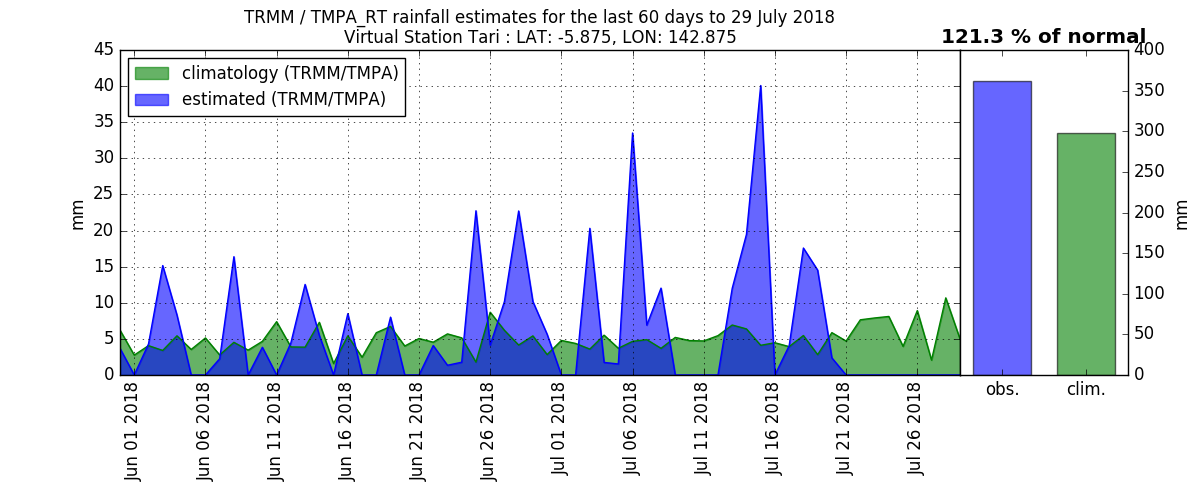 TRMM / TMPA_RT rainfall estimates for the last 60 days to 29 July 2018
Virtual Station Tari : LAT: -5.875, LON: 142.875
121.3 % of normal
climatology (TRMM/TMPA)
estimated (TRMM/TMPA)
45
40
35
30
25
20
15
10
5
0
mm
Jun 01 2018
Jun 06 2018
Jun 11 2018
Jun 16 2018
Jun 21 2018
Jun 26 2018
Jul 01 2018
Jul 06 2018
Jul 11 2018
Jul 16 2018
Jul 21 2018
Jul 26 2018
obs.
clim.
400
350
300
250
200
150
100
50
0
mm